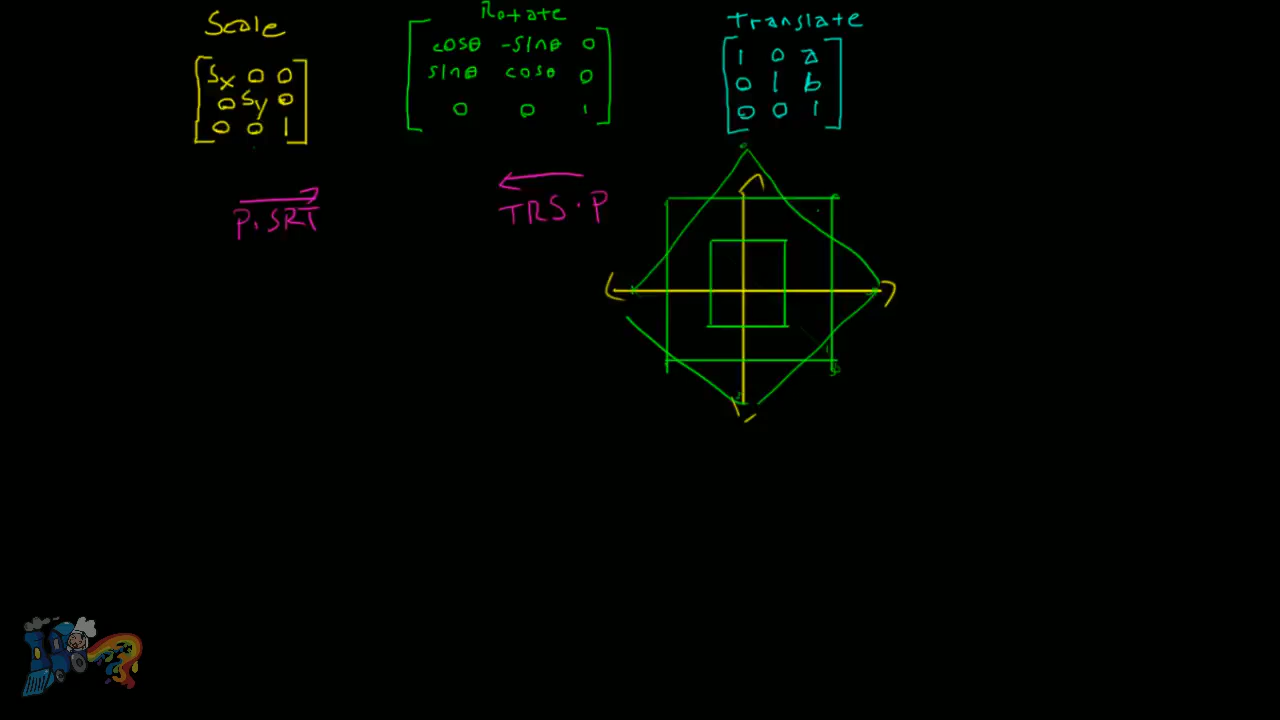 Scale
Rotate
Translate
Sx 0 0
0 Sy 0
0 0 1
cosθ -sinθ 0
sinθ cosθ 0
0 0 1
1 0 a
0 1 b
0 0 1
P.SRT
TRS.P